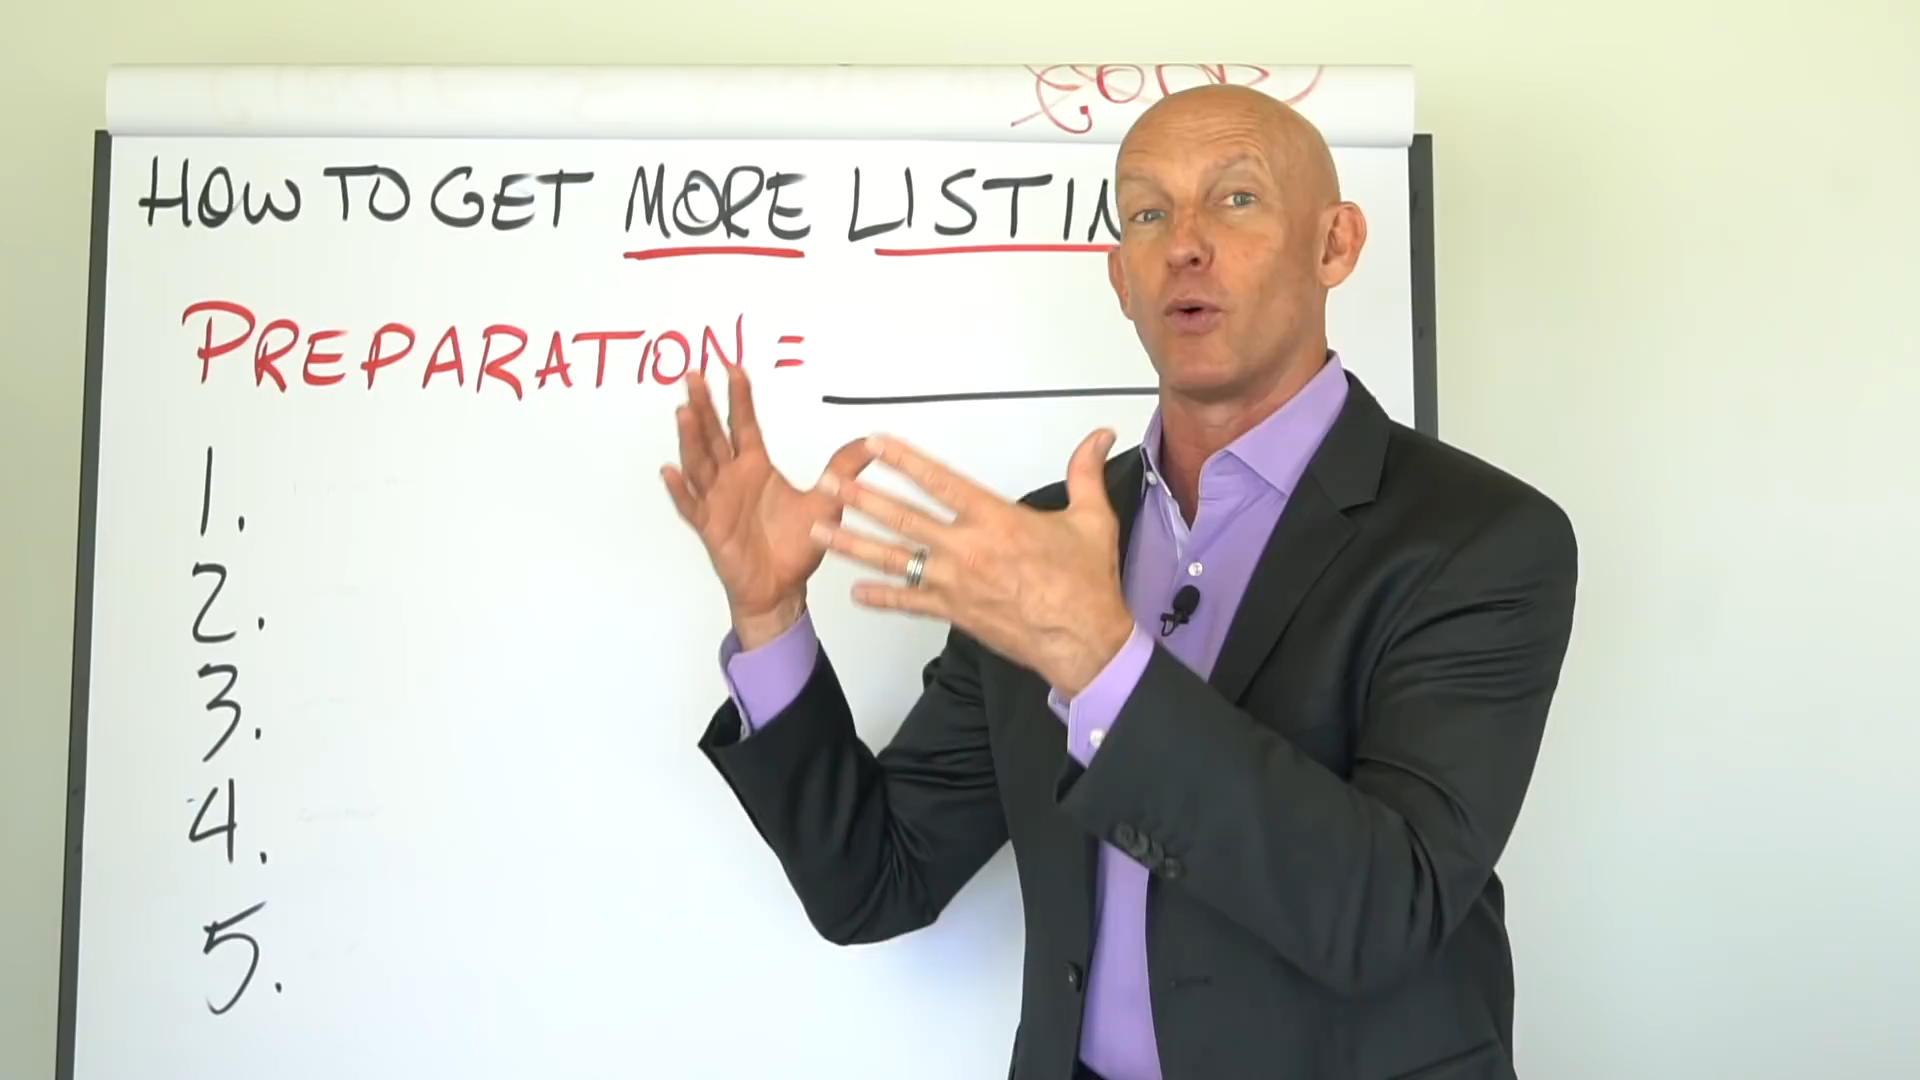 HOW TO GET MORE LISTIN
PREPARATION =
1.
2.
3.
4.
5.